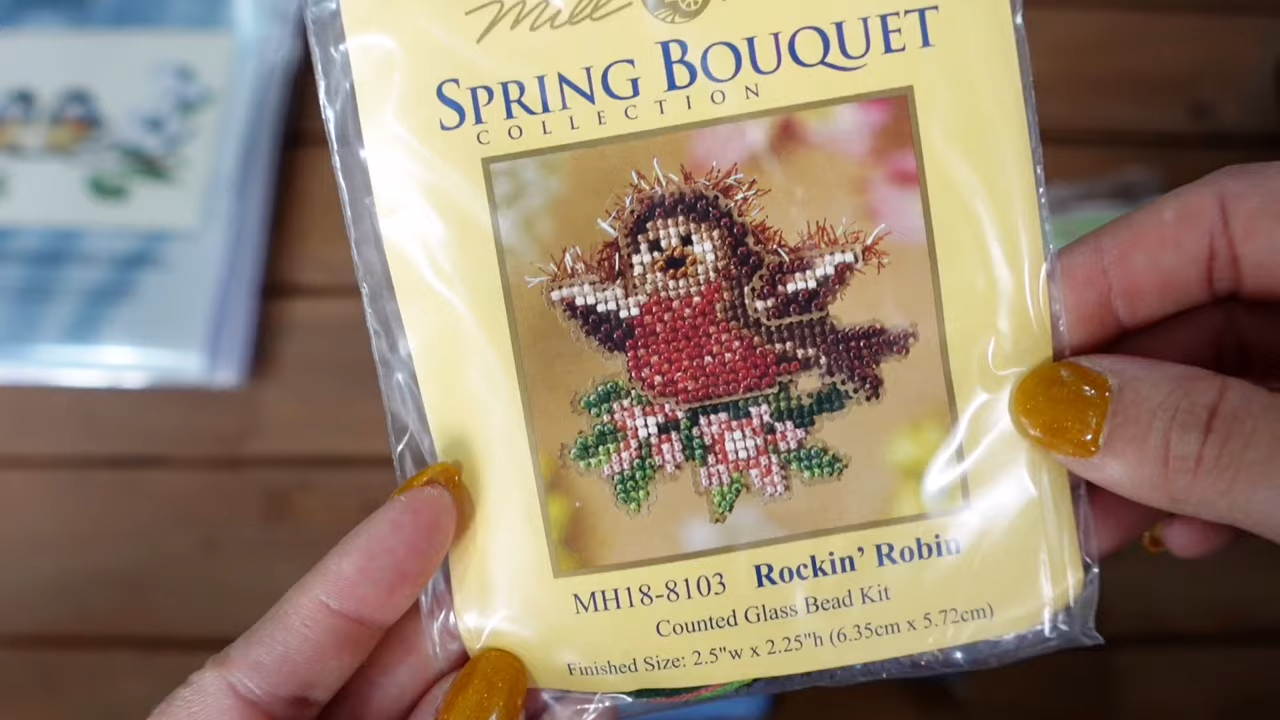 Mill
SPRING BOUQUET
COLLECTION
MH18-8103 Rockin' Robin
Counted Glass Bead Kit
Finished Size: 2.5"w x 2.25"h (6.35cm x 5.72cm)